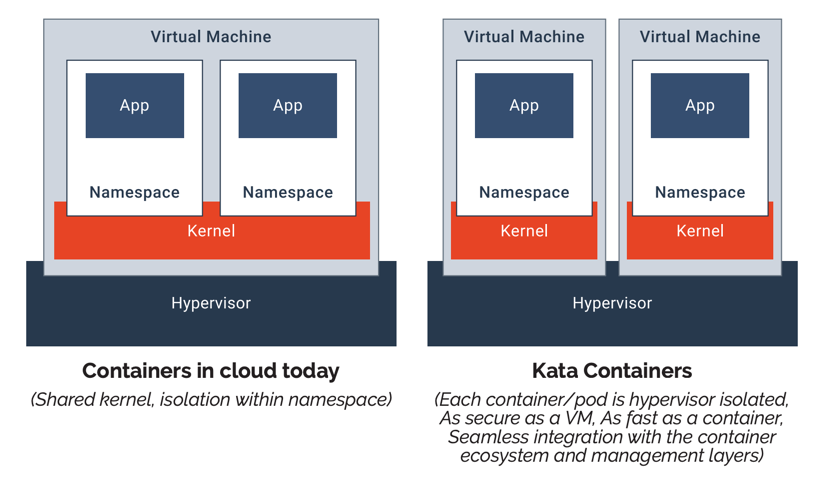 Virtual Machine
App
App
Namespace
Namespace
Kernel
Hypervisor
Containers in cloud today
(Shared kernel, isolation within namespace)
Virtual Machine
Virtual Machine
App
App
Namespace
Namespace
Kernel
Kernel
Hypervisor
Kata Containers
(Each container/pod is hypervisor isolated,
As secure as a VM, As fast as a container,
Seamless integration with the container
ecosystem and management layers)